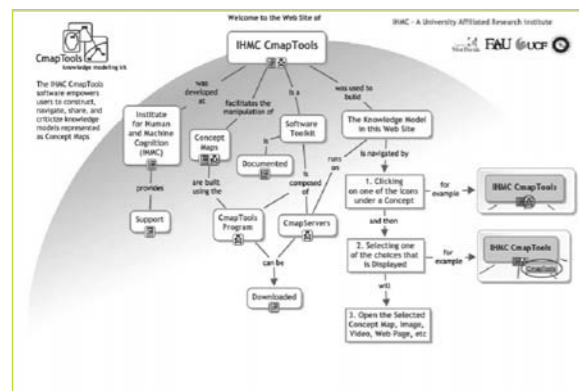 Welcome to the Web Site of
IHMC - A University Affiliated Research Institute
CmapTools
knowledge modeling kit
The IHMC CmapTools
software empowers
users to construct,
navigate, share, and
criticize knowledge
models represented
as Concept Maps
IHMC CmapTools
FAU
UCF
was
developed
at
facilitates the
manipulation of
is a
was used to
build
Institute
for Human
and Machine
Cognition
(IHMC)
Concept
Maps
Software
Toolkit
The Knowledge Model
in this Web Site
is
Documented
runs
on
is navigated by
provides
are built
using the
is
composed
of
1. Clicking
on one of the Icons
under a Concept
for
example
IHMC CmapTools
Support
CmapTools
Program
CmapServers
and then
can be
2. Selecting one
of the choices that
is Displayed
for
example
IHMC CmapTools
CmapTools
Downloaded
will
3. Open the Selected
Concept Map, Image,
Video, Web Page, etc